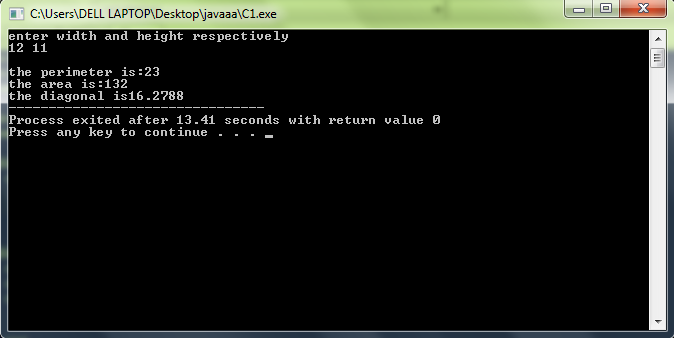 C:\Users\DELL LAPTOP\Desktop\javaaa\C1.exe
enter width and height respectively
12 11
the perimeter is:23
the area is:132
the diagonal is16.2788
--------------------------------
Process exited after 13.41 seconds with return value 0
Press any key to continue . . . _